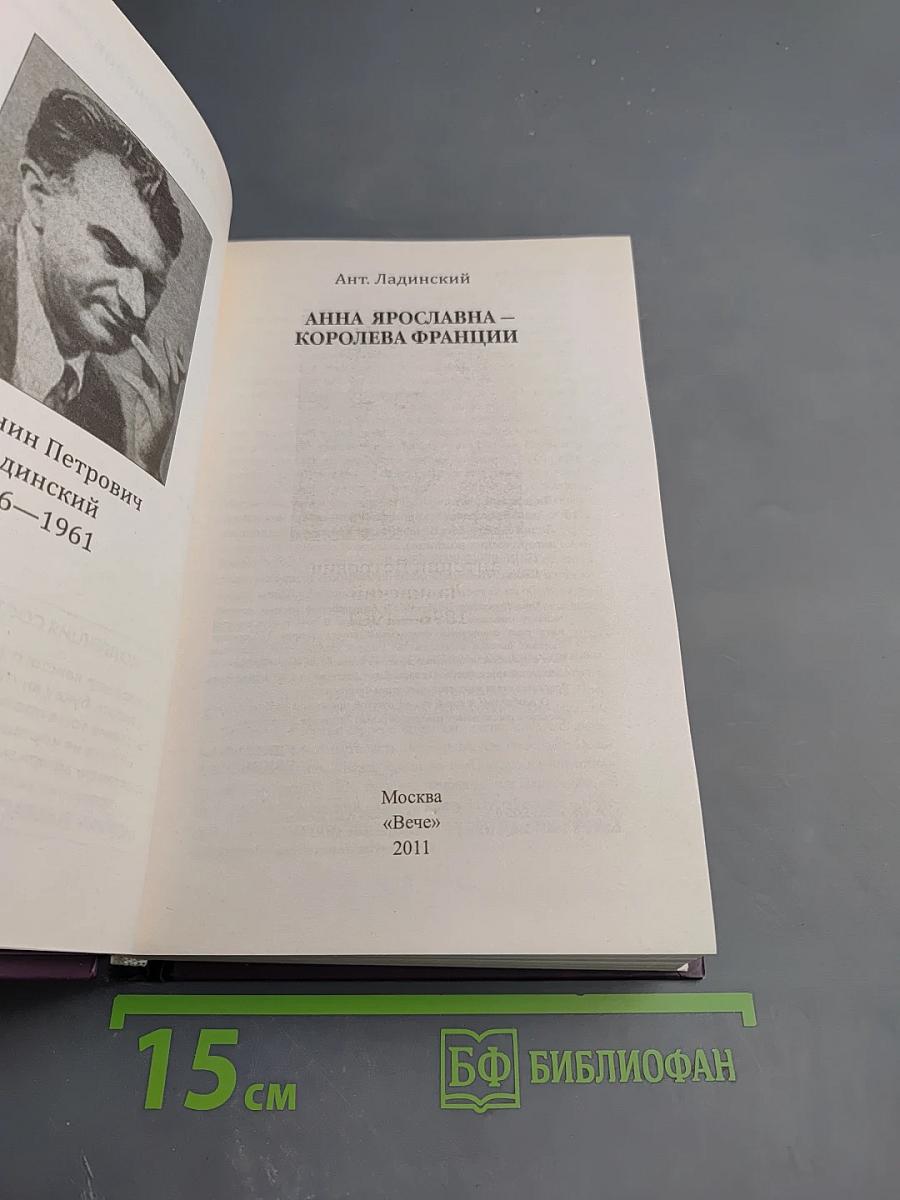 нин Петрович
динский
6—1961
Ант. Ладинский
АННА ЯРОСЛАВНА —
КОРОЛЕВА ФРАНЦИИ
Москва
«Вече»
2011
15 см
БФ БИБЛИОФАН